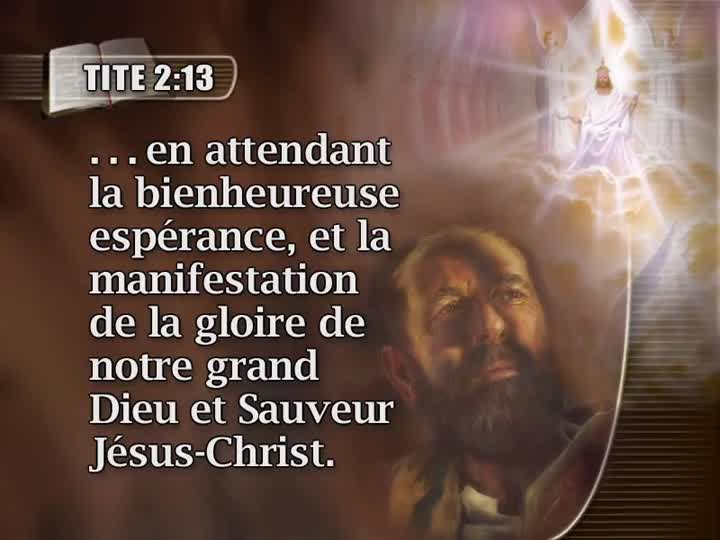 TITE 2:13
. . . en attendant
la bienheureuse
espérance, et la
manifestation
de la gloire de
notre grand
Dieu et Sauveur
Jésus-Christ.